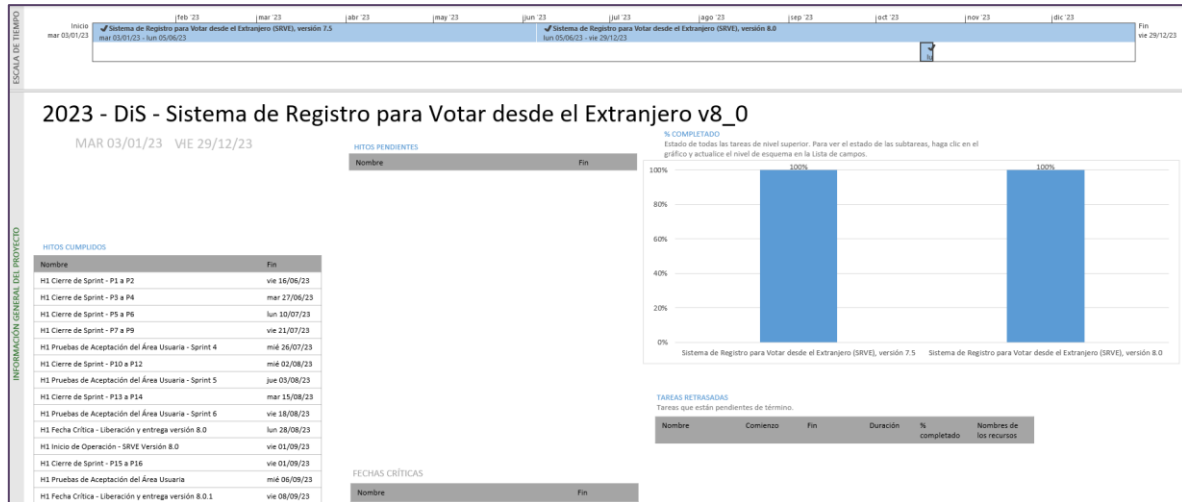 ESCALA DE TIEMPO
Inicio
mar 03/01/23
feb '23
mar '23
abr '23
may '23
jun '23
jul '23
ago '23
sep '23
oct '23
nov '23
dic '23
Sistema de Registro para Votar desde el Extranjero (SRVE), versión 7.5
mar 03/01/23 - lun 05/06/23
Sistema de Registro para Votar desde el Extranjero (SRVE), versión 8.0
lun 05/06/23 - vie 29/12/23
Fin
vie 29/12/23
2023 - DiS - Sistema de Registro para Votar desde el Extranjero v8_0
MAR 03/01/23 VIE 29/12/23
INFORMACIÓN GENERAL DEL PROYECTO
HITOS CUMPLIDOS
Nombre Fin
H1 Cierre de Sprint - P1 a P2 vie 16/06/23
H1 Cierre de Sprint - P3 a P4 mar 27/06/23
H1 Cierre de Sprint - P5 a P6 lun 10/07/23
H1 Cierre de Sprint - P7 a P9 vie 21/07/23
H1 Pruebas de Aceptación del Área Usuaria - Sprint 4 mié 26/07/23
H1 Cierre de Sprint - P10 a P12 mié 02/08/23
H1 Pruebas de Aceptación del Área Usuaria - Sprint 5 jue 03/08/23
H1 Cierre de Sprint - P13 a P14 mar 15/08/23
H1 Pruebas de Aceptación del Área Usuaria - Sprint 6 vie 18/08/23
H1 Fecha Crítica - Liberación y entrega versión 8.0 lun 28/08/23
H1 Inicio de Operación - SRVE Versión 8.0 vie 01/09/23
H1 Cierre de Sprint - P15 a P16 vie 01/09/23
H1 Pruebas de Aceptación del Área Usuaria mié 06/09/23
H1 Fecha Crítica - Liberación y entrega versión 8.0.1 vie 08/09/23
HITOS PENDIENTES
Nombre Fin
FECHAS CRÍTICAS
Nombre Fin
% COMPLETADO
Estado de todas las tareas de nivel superior. Para ver el estado de las subtareas, haga clic en el
gráfico y actualice el nivel de esquema en la Lista de campos.
100%
80%
60%
40%
20%
0%
100%
100%
Sistema de Registro para Votar desde el Extranjero (SRVE), versión 7.5
Sistema de Registro para Votar desde el Extranjero (SRVE), versión 8.0
TAREAS RETRASADAS
Tareas que están pendientes de término.
Nombre Comienzo Fin Duración % completado Nombres de los recursos